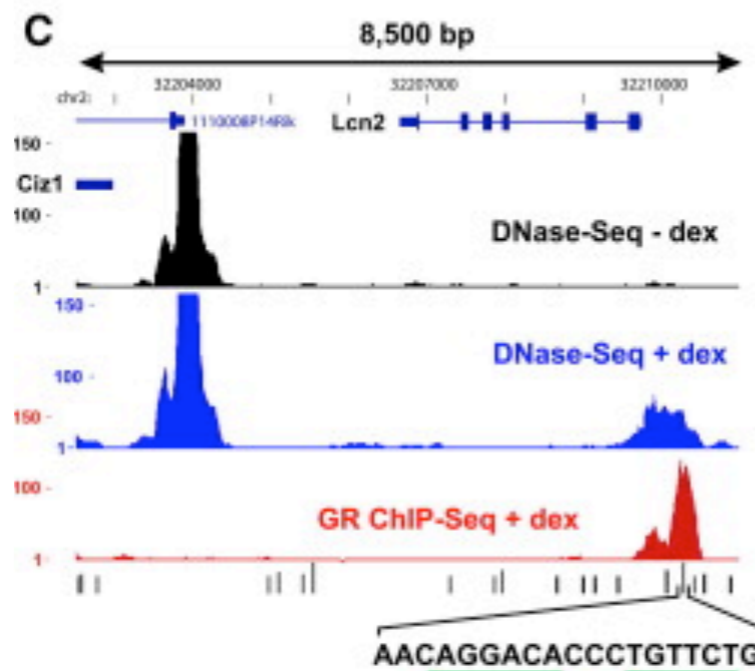 C
8,500 bp
chr2: 32204000 32207000 32210000
1110008P14Rik Lcn2
150 -
Ciz1
100 -
DNase-Seq - dex
1 -
150 -
DNase-Seq + dex
100 -
150 -
1 -
100 -
GR ChIP-Seq + dex
1 -
AACAGGACACCCTGTTCTG